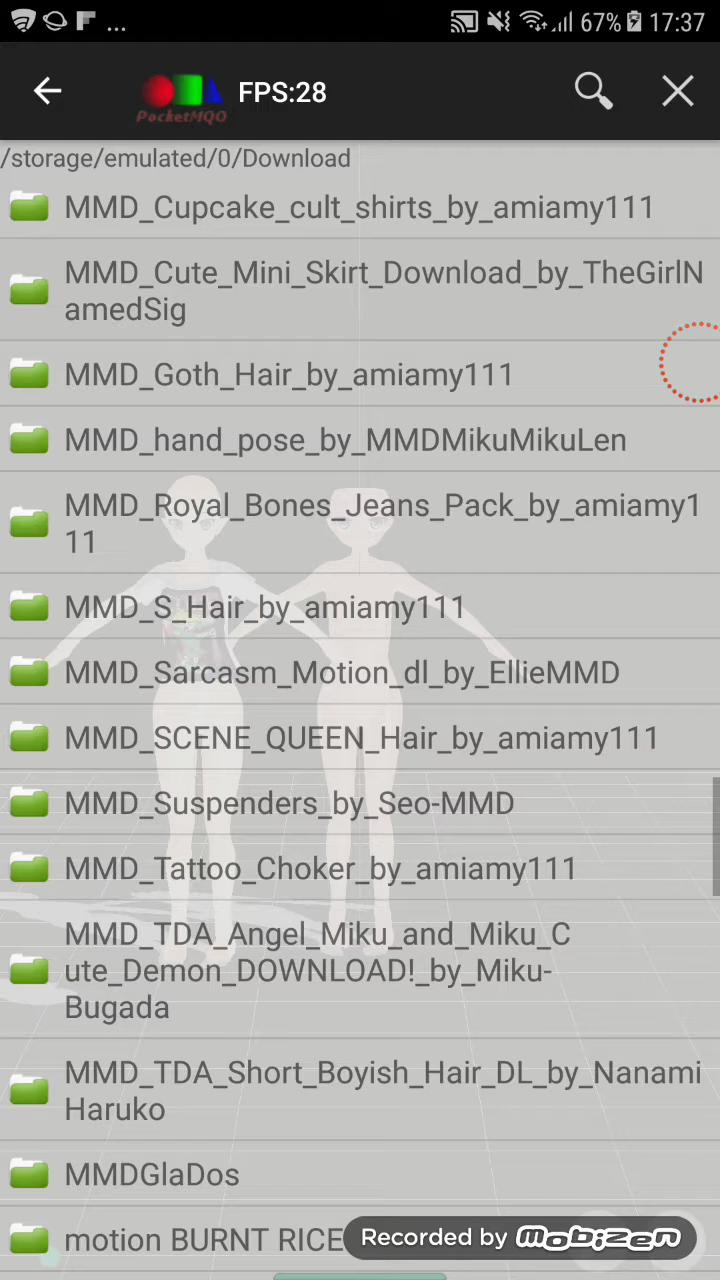 ... 67% 17:37
PocketMQO FPS:28
/storage/emulated/0/Download
MMD_Cupcake_cult_shirts_by_amiamy111
MMD_Cute_Mini_Skirt_Download_by_TheGirlN
amedSig
MMD_Goth_Hair_by_amiamy111
MMD_hand_pose_by_MMDMikuMikuLen
MMD_Royal_Bones_Jeans_Pack_by_amiamy1
11
MMD_S_Hair_by_amiamy111
MMD_Sarcasm_Motion_dl_by_EllieMMD
MMD_SCENE_QUEEN_Hair_by_amiamy111
MMD_Suspenders_by_Seo-MMD
MMD_Tattoo_Choker_by_amiamy111
MMD_TDA_Angel_Miku_and_Miku_C
ute_Demon_DOWNLOAD!_by_Miku-
Bugada
MMD_TDA_Short_Boyish_Hair_DL_by_Nanami
Haruko
MMDGlaDos
motion BURNT RICE
Recorded by mobizen